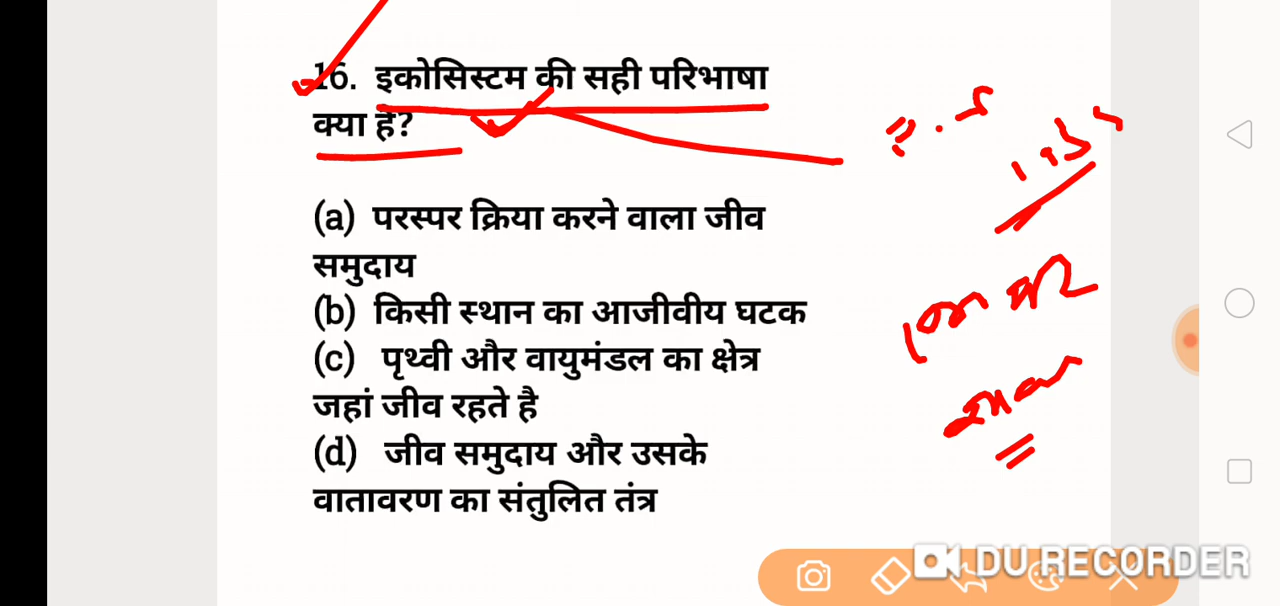 16. इकोसिस्टम की सही परिभाषा
क्या है?
(a) परस्पर क्रिया करने वाला जीव
समुदाय
(b) किसी स्थान का आजीवीय घटक
(c) पृथ्वी और वायुमंडल का क्षेत्र
जहां जीव रहते है
(d) जीव समुदाय और उसके
वातावरण का संतुलित तंत्र
DU RECORDER